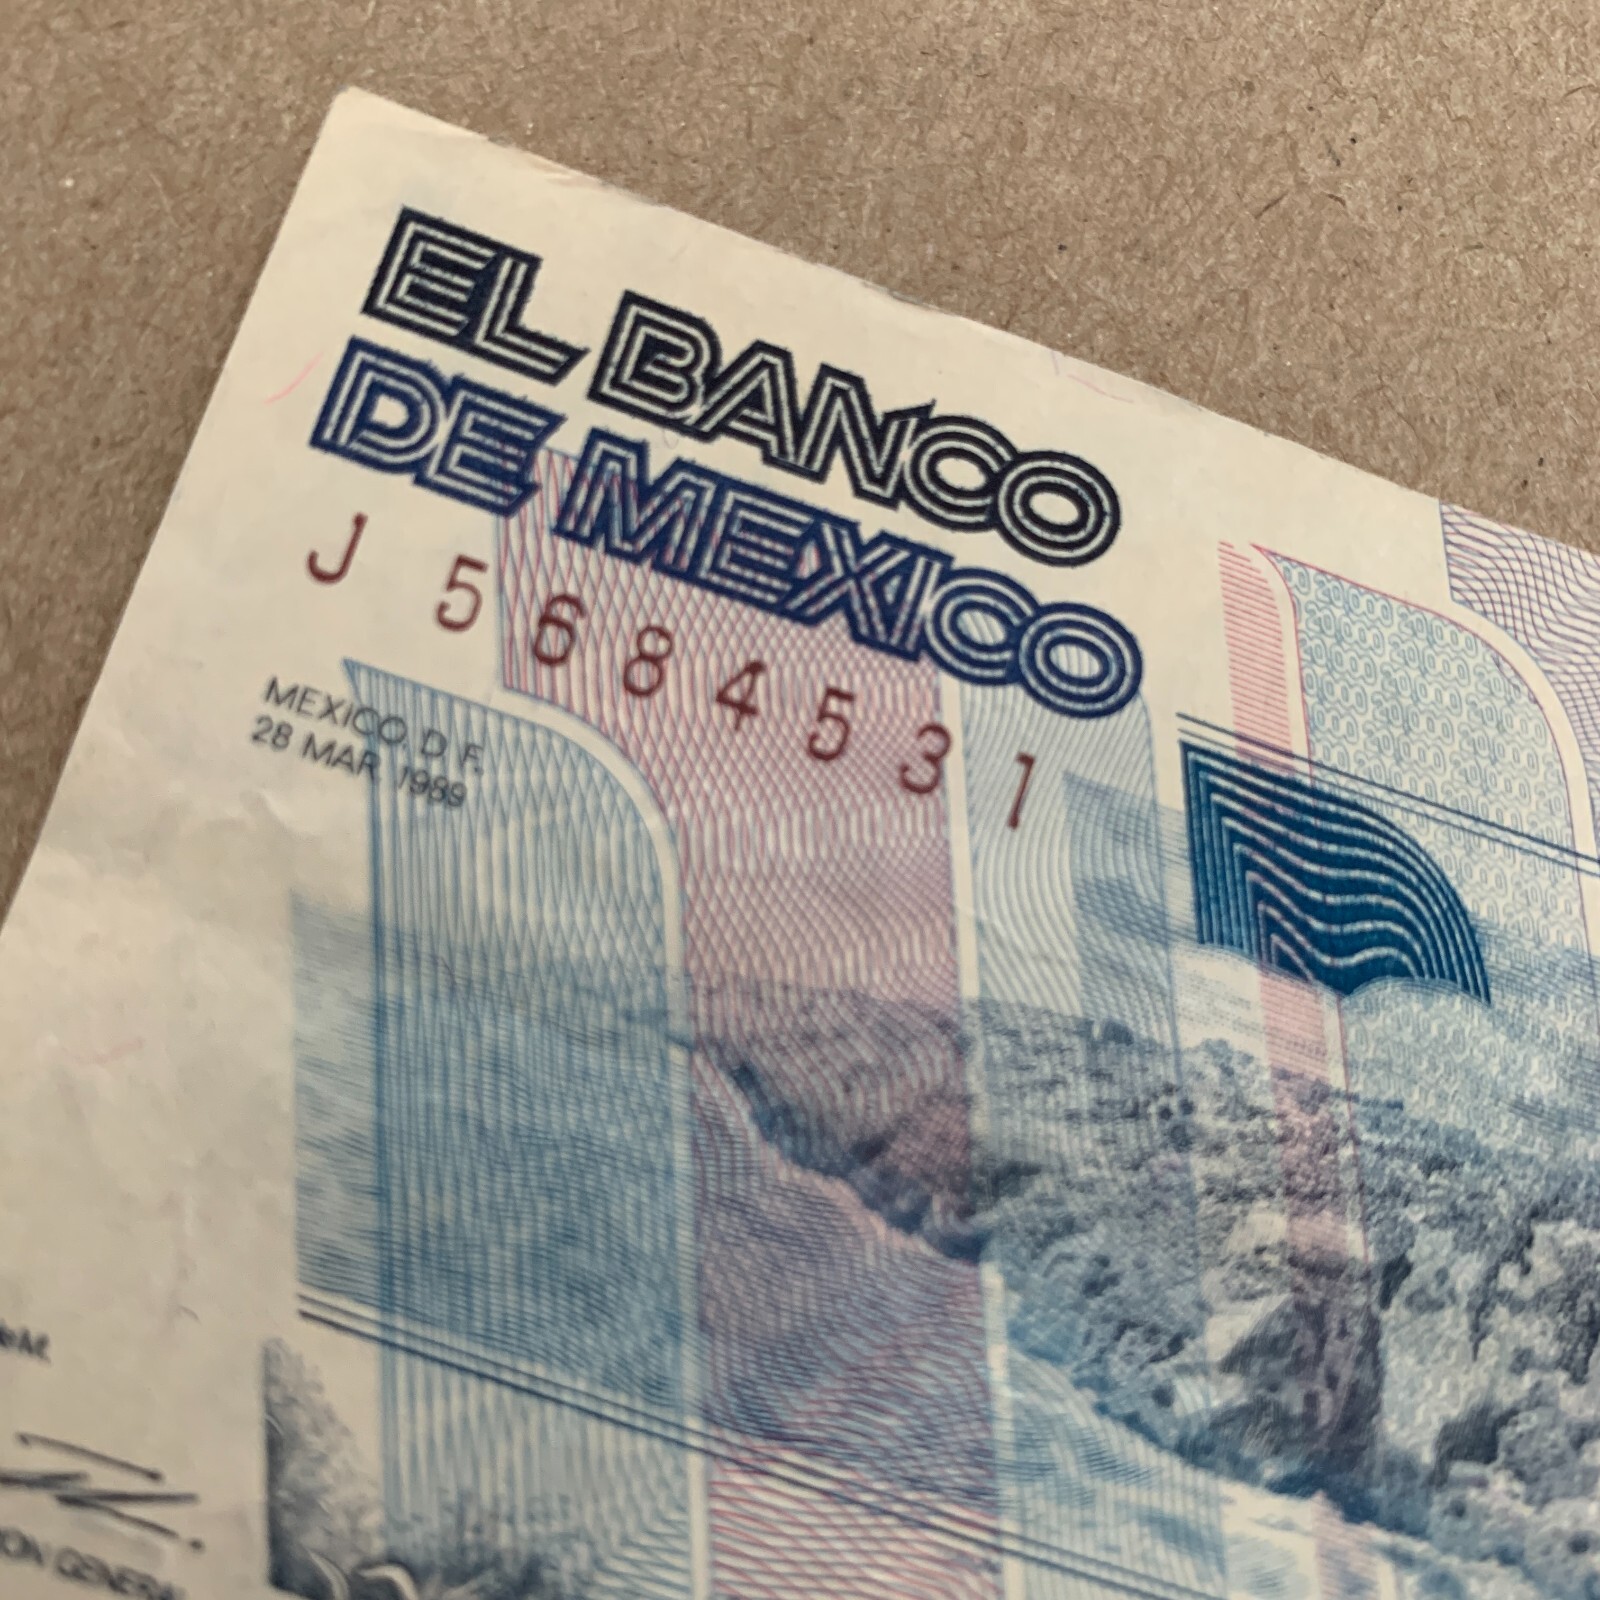 EL BANCO
DE MEXICO
J 5684531
MEXICO, D.F.
28 MAR. 1989